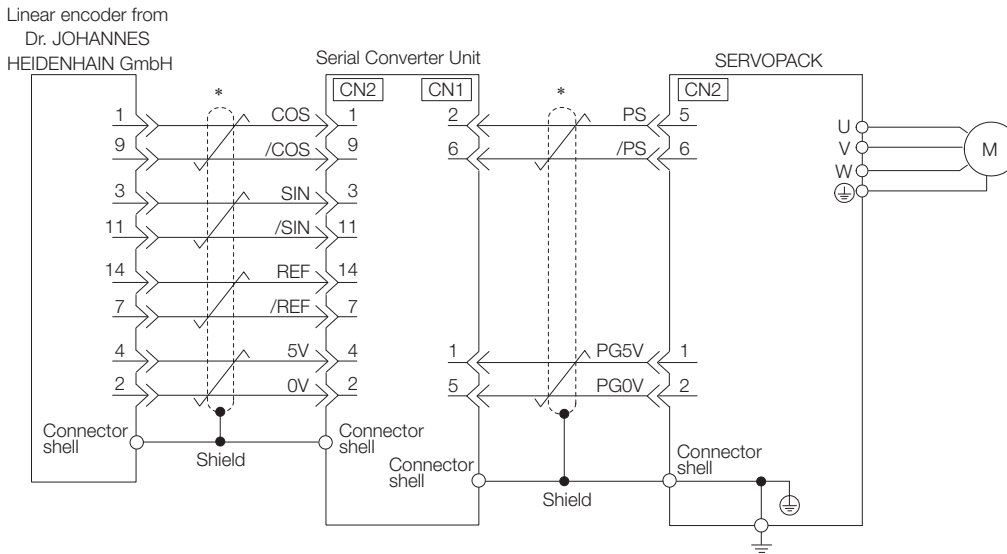 Linear encoder from
Dr. JOHANNES
HEIDENHAIN GmbH
Serial Converter Unit
SERVOPACK
* *
CN2 CN1 CN2
1 COS 1 2 PS 5
9 /COS 9 6 /PS 6
U
V
W
M
3 SIN 3
11 /SIN 11
14 REF 14
7 /REF 7
4 5V 4 1 PG5V 1
2 0V 2 5 PG0V 2
Connector
shell
Shield
Connector
shell
Connector
shell
Shield
Connector
shell